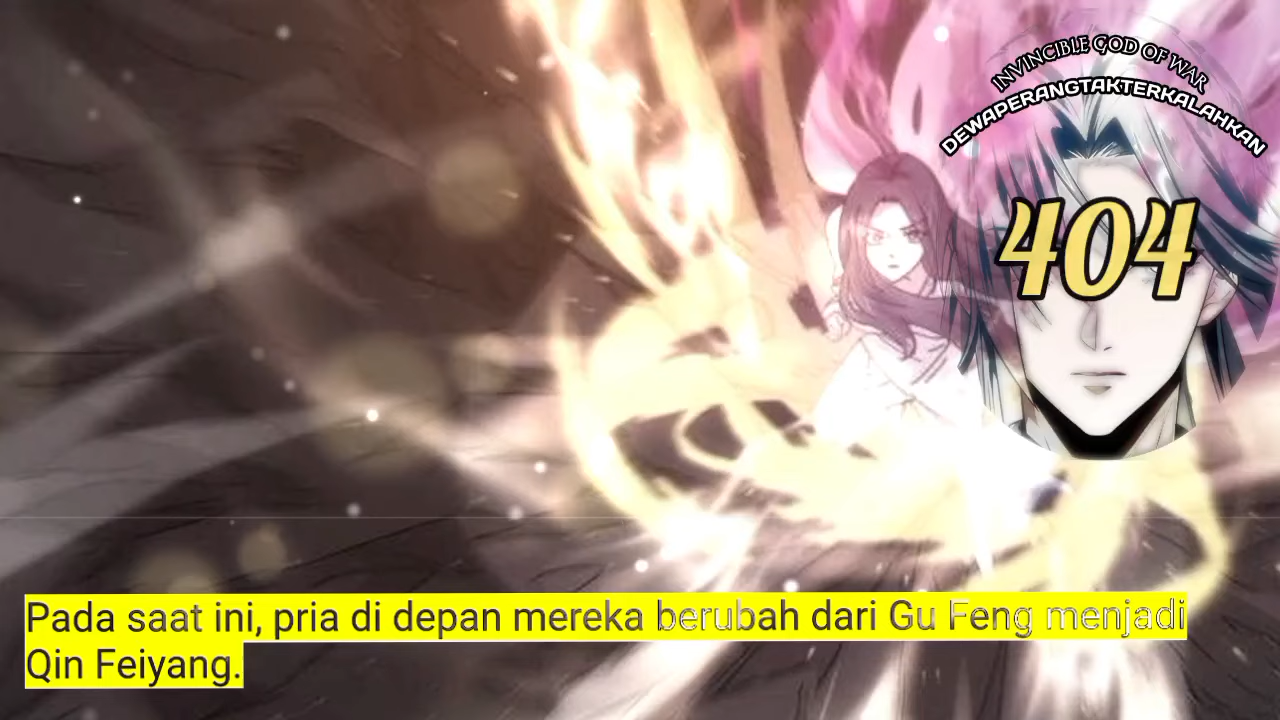 INVINCIBLE GOD OF WAR
DEWAPERANGTAKTERKALAHKAN
404
Pada saat ini, pria di depan mereka berubah dari Gu Feng menjadi
Qin Feiyang.